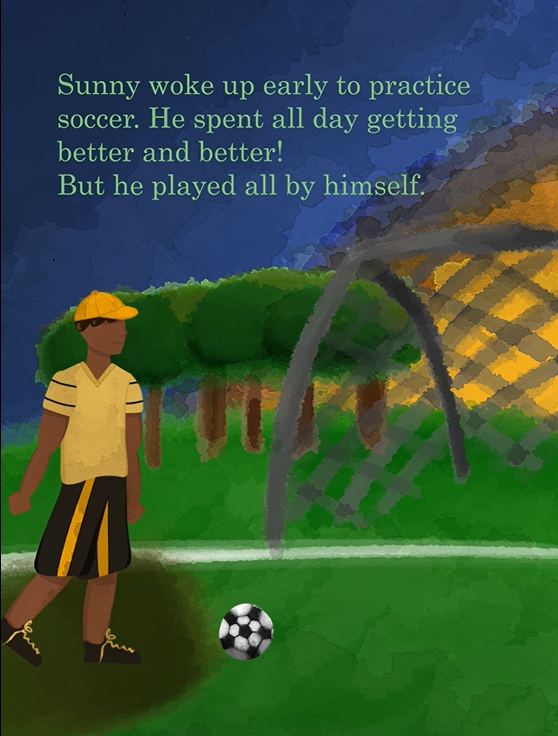 Sunny woke up early to practice
soccer. He spent all day getting
better and better!
But he played all by himself.